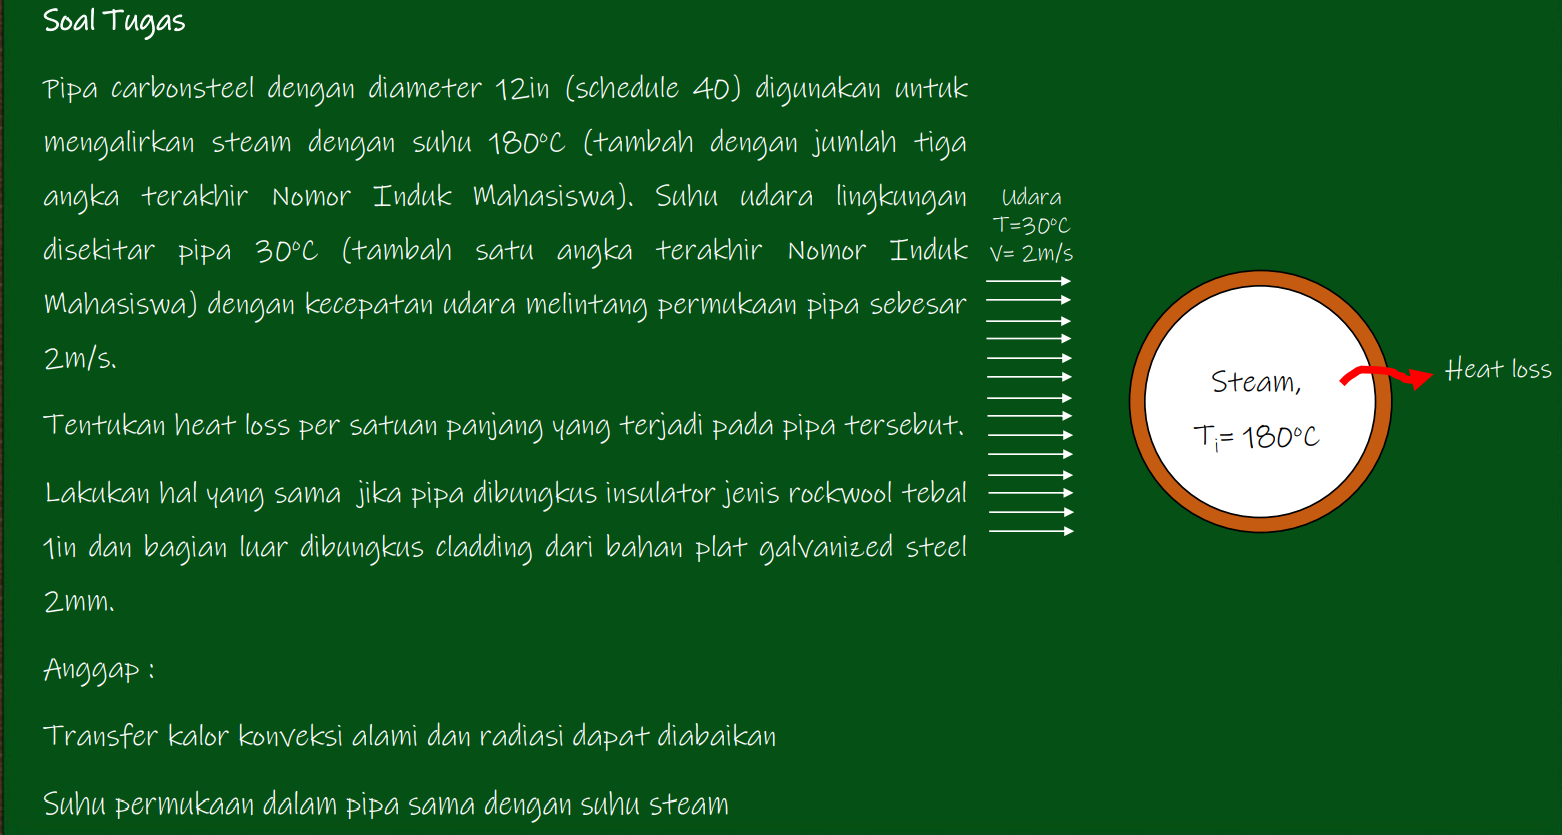 Soal Tugas
Pipa carbonsteel dengan diameter 12in (schedule 40) digunakan untuk
mengalirkan steam dengan suhu 180°C (tambah dengan jumlah tiga
angka terakhir Nomor Induk Mahasiswa). Suhu udara lingkungan
disekitar pipa 30°C (tambah satu angka terakhir Nomor Induk
Mahasiswa) dengan kecepatan udara melintang permukaan pipa sebesar
2m/s.
Tentukan heat loss per satuan panjang yang terjadi pada pipa tersebut.
Lakukan hal yang sama jika pipa dibungkus insulator jenis rockwool tebal
1in dan bagian luar dibungkus cladding dari bahan plat galvanized steel
2mm.
Anggap :
Transfer kalor konveksi alami dan radiasi dapat diabaikan
Suhu permukaan dalam pipa sama dengan suhu steam
Udara
T=30°C
V= 2m/s
Steam,
Ti= 180°C
Heat loss